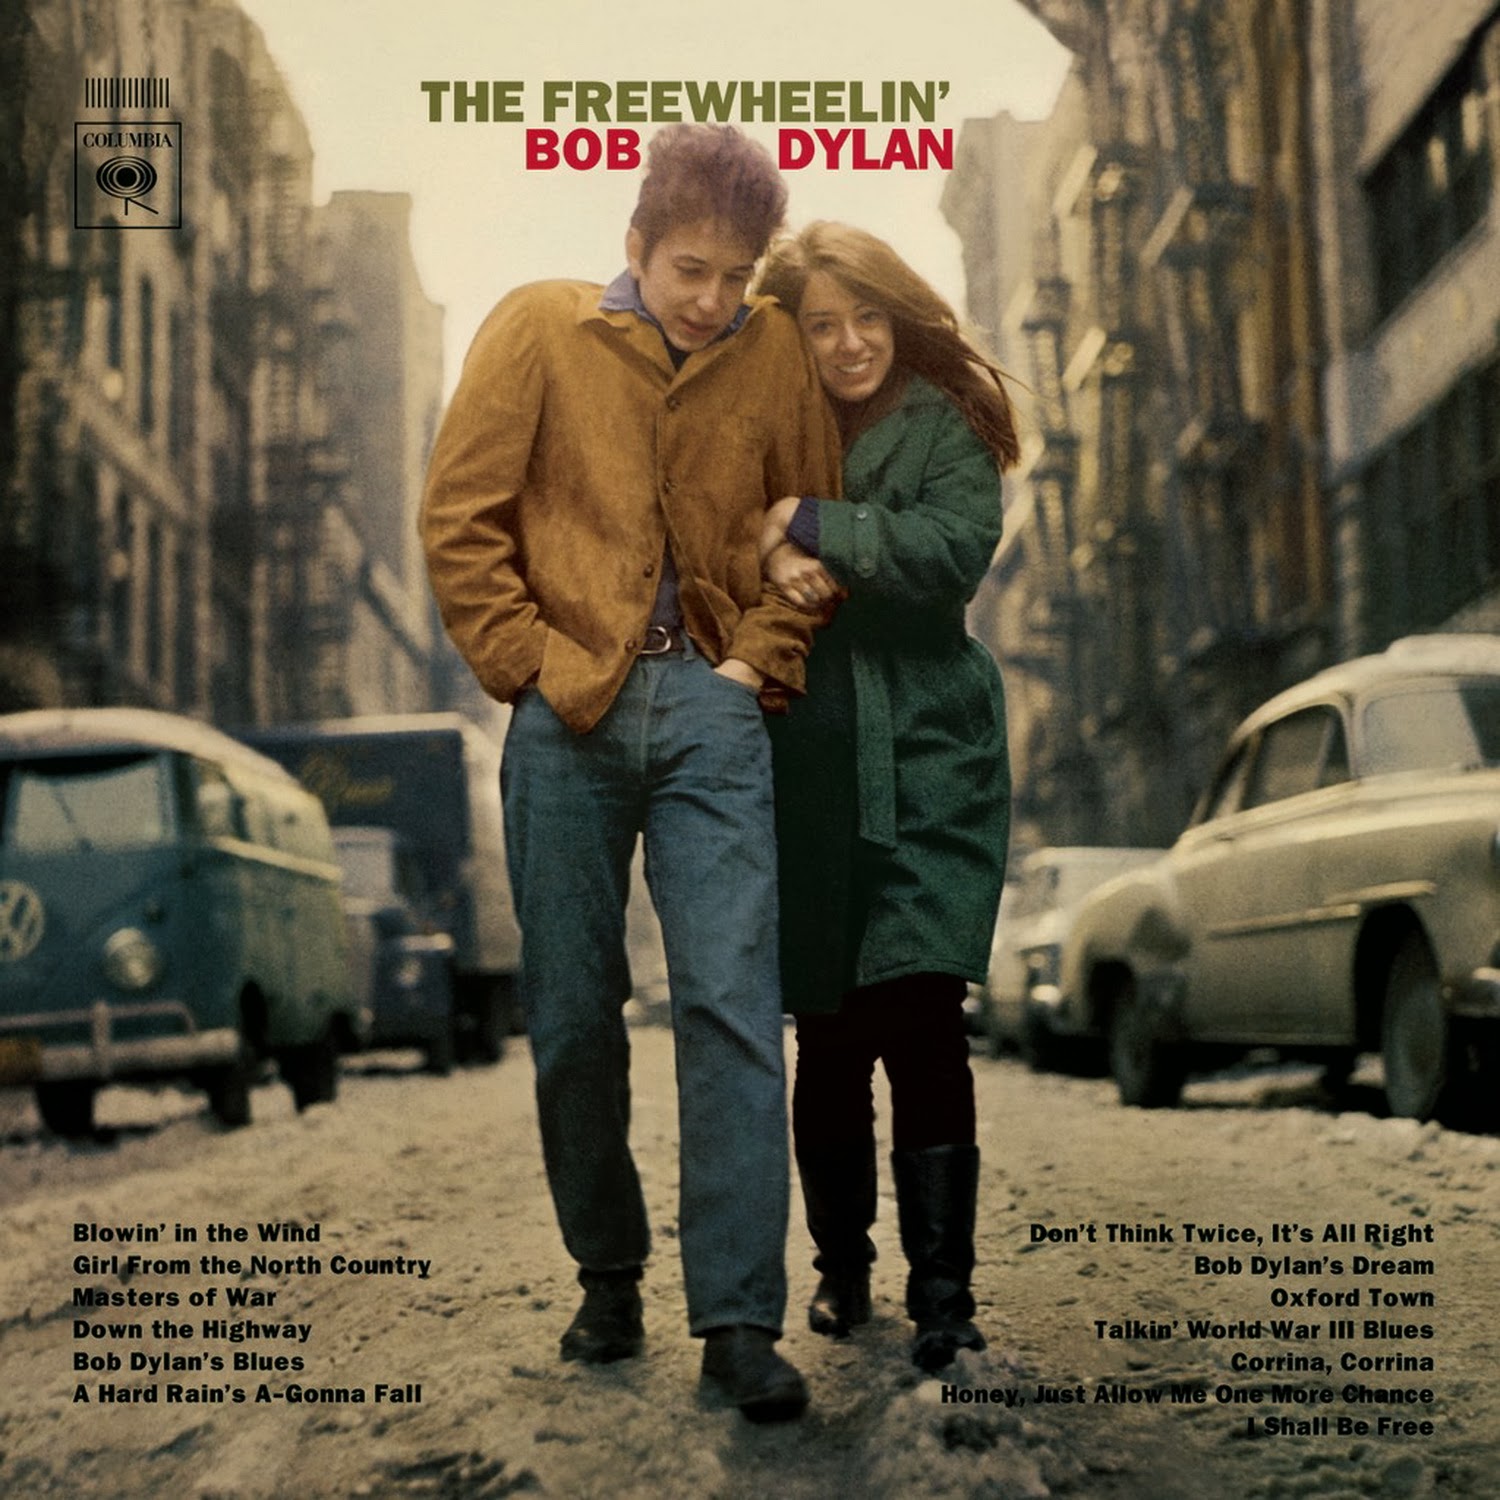 COLUMBIA
THE FREEWHEELIN'
BOB DYLAN
Blowin' in the Wind
Girl From the North Country
Masters of War
Down the Highway
Bob Dylan's Blues
A Hard Rain's A-Gonna Fall
Don't Think Twice, It's All Right
Bob Dylan's Dream
Oxford Town
Talkin' World War III Blues
Corrina, Corrina
Honey, Just Allow Me One More Chance
I Shall Be Free